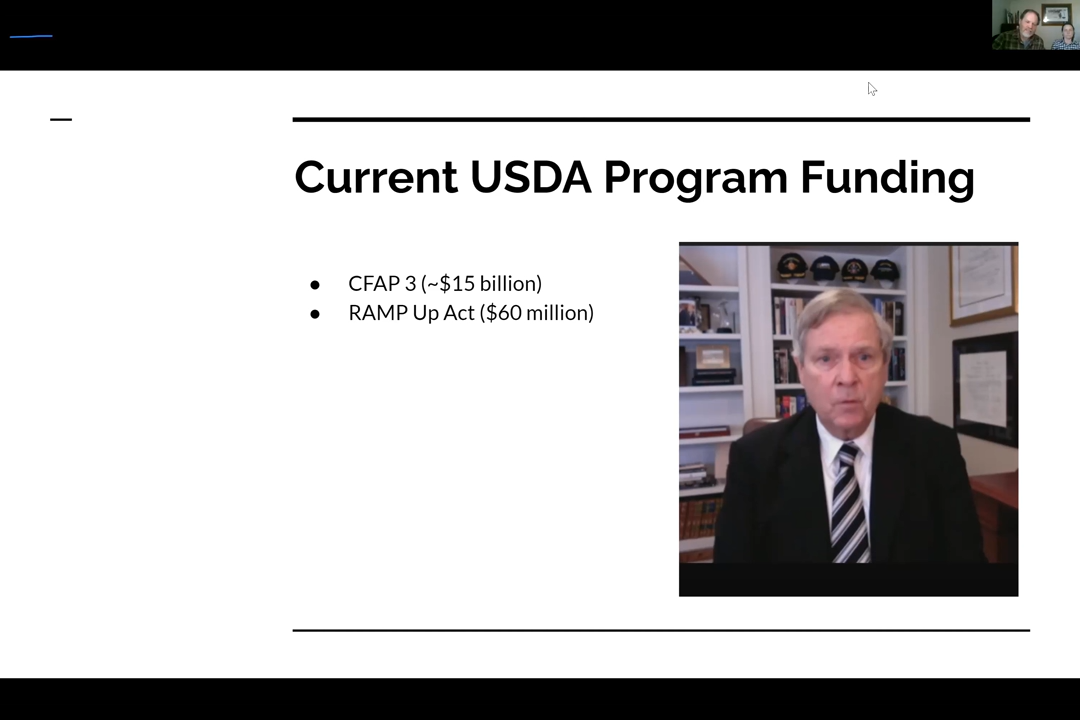 Current USDA Program Funding
● CFAP 3 (~$15 billion)
● RAMP Up Act ($60 million)